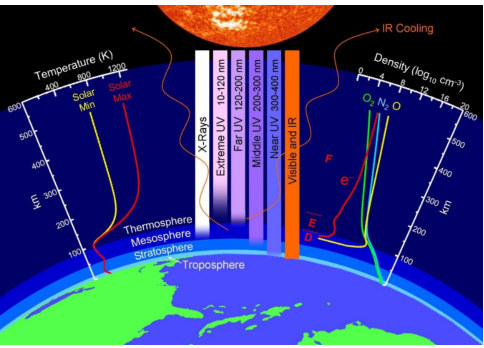 IR Cooling
Temperature (K)
400
800
1200
Solar
Min
Solar
Max
600
500
400
300
200
100
km
X-Rays
Extreme UV 10-120 nm
Far UV 120-200 nm
Middle UV 200-300 nm
Near UV 300-400 nm
Visible and IR
Density (log10 cm-3)
0
4
8
12
16
20
O2
N2
O
F
e-
E
D
600
500
400
300
200
100
km
Thermosphere
Mesosphere
Stratosphere
Troposphere